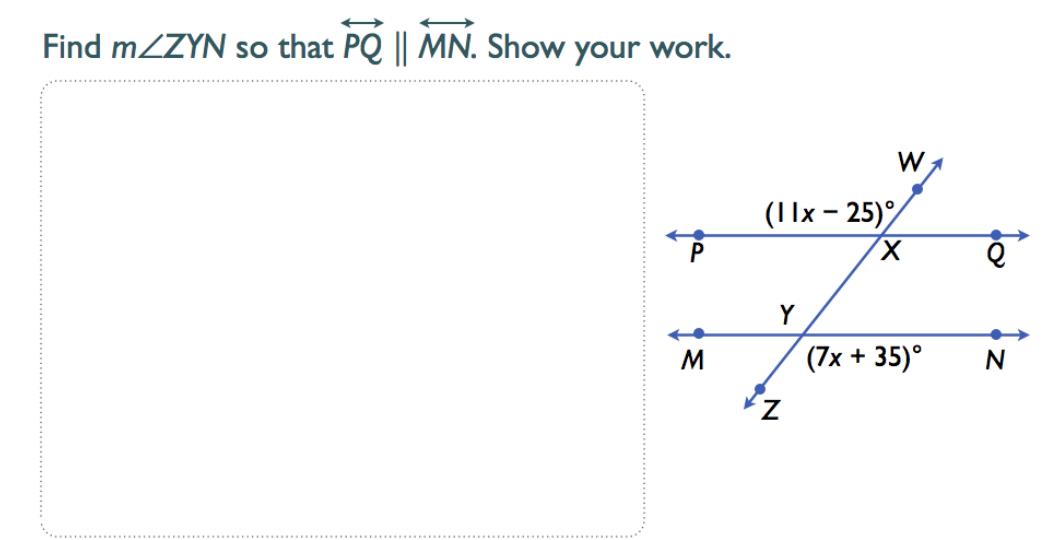 Find m∠ZYN so that PQ || MN. Show your work.
W
(11x − 25)°
P
X
Q
Y
M
(7x + 35)°
N
Z